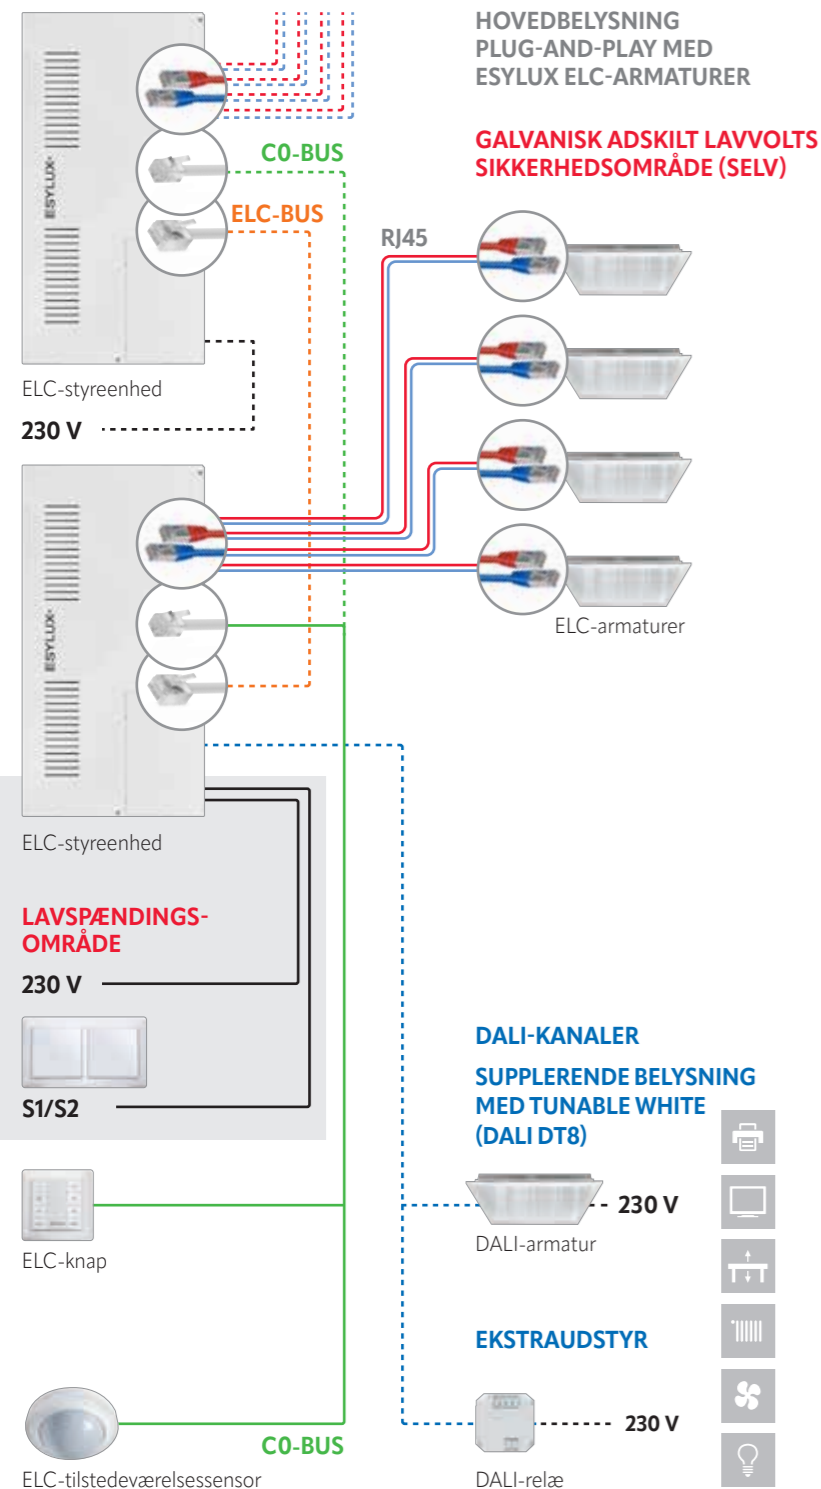 HOVEDBELYSNING
PLUG-AND-PLAY MED
ESYLUX ELC-ARMATURER
GALVANISK ADSKILT LAVVOLTS
SIKKERHEDSOMRÅDE (SELV)
C0-BUS
ESYLUX
ELC-BUS
RJ45
ELC-styreenhed
230 V
ESYLUX
ELC-armaturer
ELC-styreenhed
LAVSPÆNDINGS-
OMRÅDE
230 V
S1/S2
DALI-KANALER
SUPPLERENDE BELYSNING
MED TUNABLE WHITE
(DALI DT8)
230 V
DALI-armatur
ELC-knap
EKSTRAUDSTYR
230 V
C0-BUS
ELC-tilstedeværelsessensor
DALI-relæ